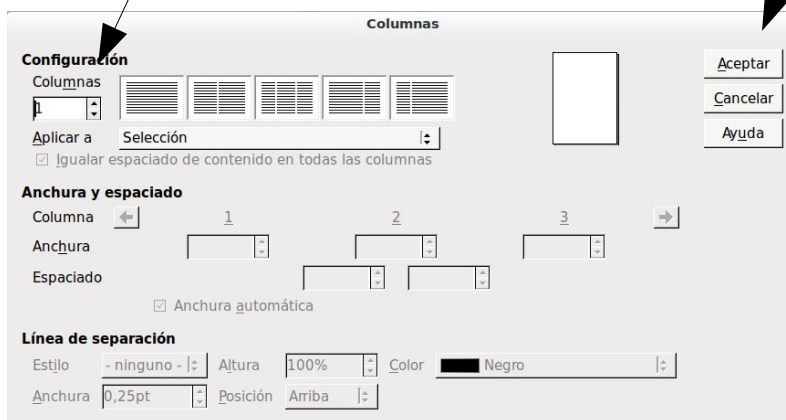 Columnas
Configuración
Aceptar
Columnas
1
Cancelar
Aplicar a Selección
Ayuda
Igualar espaciado de contenido en todas las columnas
Anchura y espaciado
Columna 1 2 3
Anchura
Espaciado
Anchura automática
Línea de separación
Estilo - ninguno - Altura 100% Color Negro
Anchura 0,25pt Posición Arriba